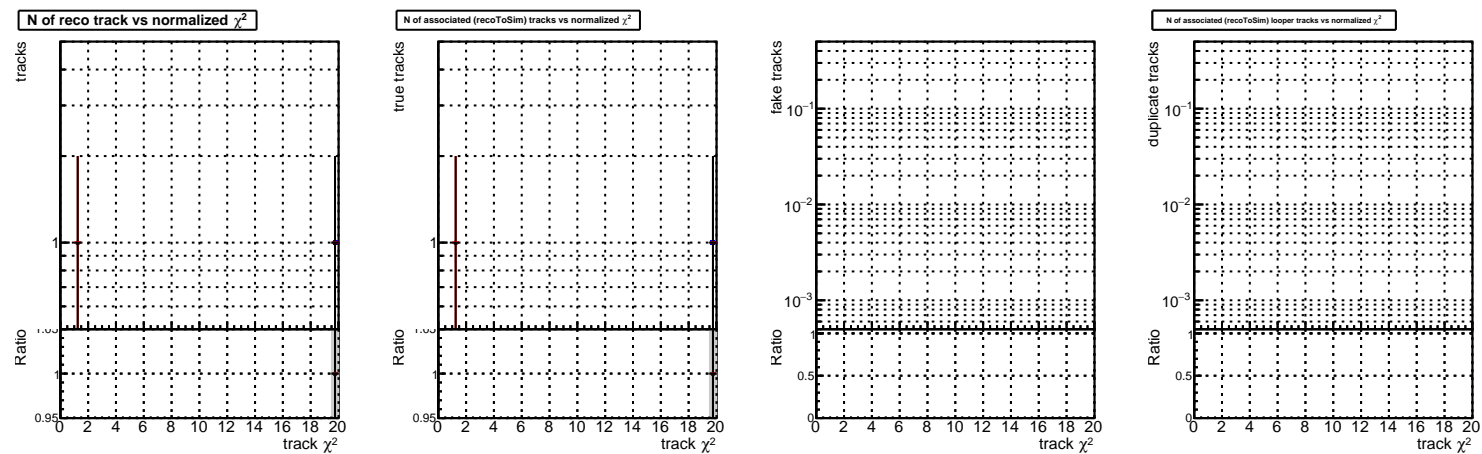 N of reco track vs normalized χ²
tracks
1
Ratio
1.05
1
0.95
0 2 4 6 8 10 12 14 16 18 20
track χ²
N of associated (recoToSim) tracks vs normalized χ²
true tracks
1
Ratio
1.05
1
0.95
0 2 4 6 8 10 12 14 16 18 20
track χ²
fake tracks
10⁻¹
10⁻²
10⁻³
Ratio
1
0.5
0
0 2 4 6 8 10 12 14 16 18 20
track χ²
N of associated (recoToSim) looper tracks vs normalized χ²
duplicate tracks
10⁻¹
10⁻²
10⁻³
Ratio
1
0.5
0
0 2 4 6 8 10 12 14 16 18 20
track χ²